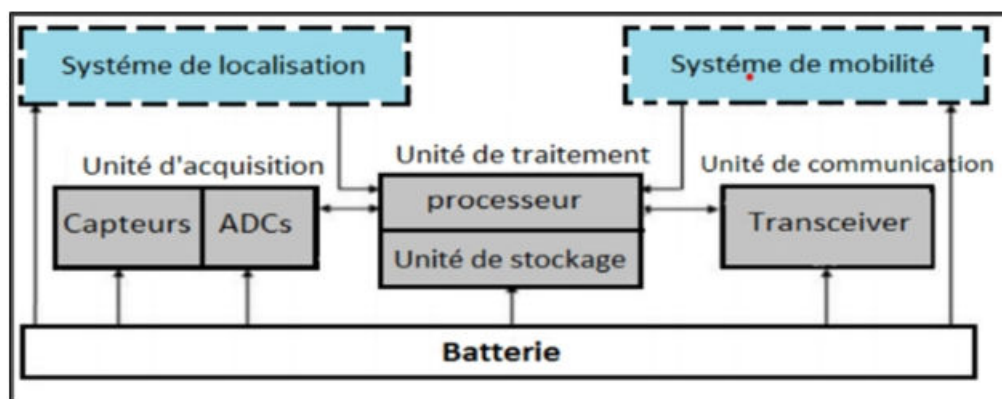 Systéme de localisation
Systéme de mobilité
Unité d'acquisition
Unité de traitement
Unité de communication
Capteurs
ADCs
processeur
Transceiver
Unité de stockage
Batterie